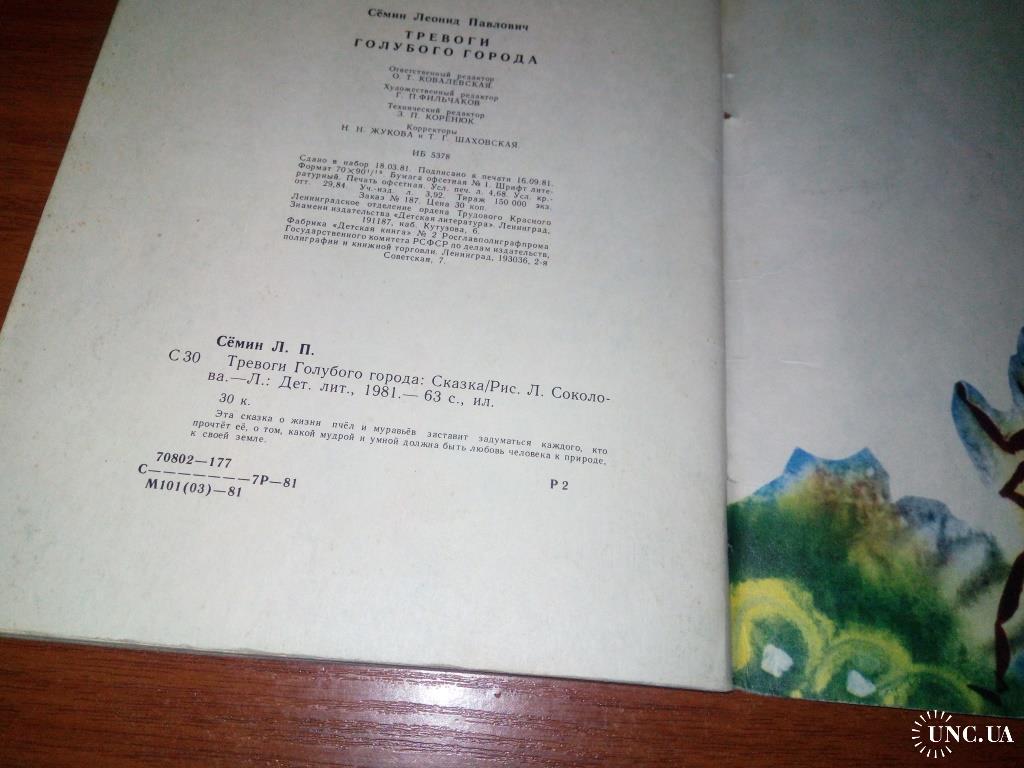 Сёмин Леонид Павлович
ТРЕВОГИ
ГОЛУБОГО ГОРОДА
Ответственный редактор
О. Т. КОВАЛЕВСКАЯ.
Художественный редактор
Г. П. ФИЛЬЧАКОВ
Технический редактор
З. П. КОРЕНЮК.
Корректоры
Н. Н. ЖУКОВА и Т. Г. ШАХОВСКАЯ.
ИБ 5378
Сдано в набор 18.03.81. Подписано к печати 16.09.81.
Формат 70×90¹/₁₆. Бумага офсетная № 1. Шрифт лите-
ратурный. Печать офсетная. Усл. печ. л. 4,68. Усл. кр.-
отт. 29,84. Уч.-изд. л. 3,92. Тираж 150 000 экз.
Заказ № 187. Цена 30 коп.
Ленинградское отделение ордена Трудового Красного
Знамени издательства «Детская литература». Ленинград,
191187, наб. Кутузова, 6.
Фабрика «Детская книга» № 2 Росглавполиграфпрома
Государственного комитета РСФСР по делам издательств,
полиграфии и книжной торговли. Ленинград, 193036, 2-я
Советская, 7.
Сёмин Л. П.
С 30 Тревоги Голубого города: Сказка/Рис. Л. Соколо-
ва.—Л.: Дет. лит., 1981.— 63 с., ил.
30 к.
Эта сказка о жизни пчёл и муравьёв заставит задуматься каждого, кто
прочтёт её, о том, какой мудрой и умной должна быть любовь человека к природе,
к своей земле.
70802—177
С———————7Р—81
М101(03)—81
Р 2
UNC.UA